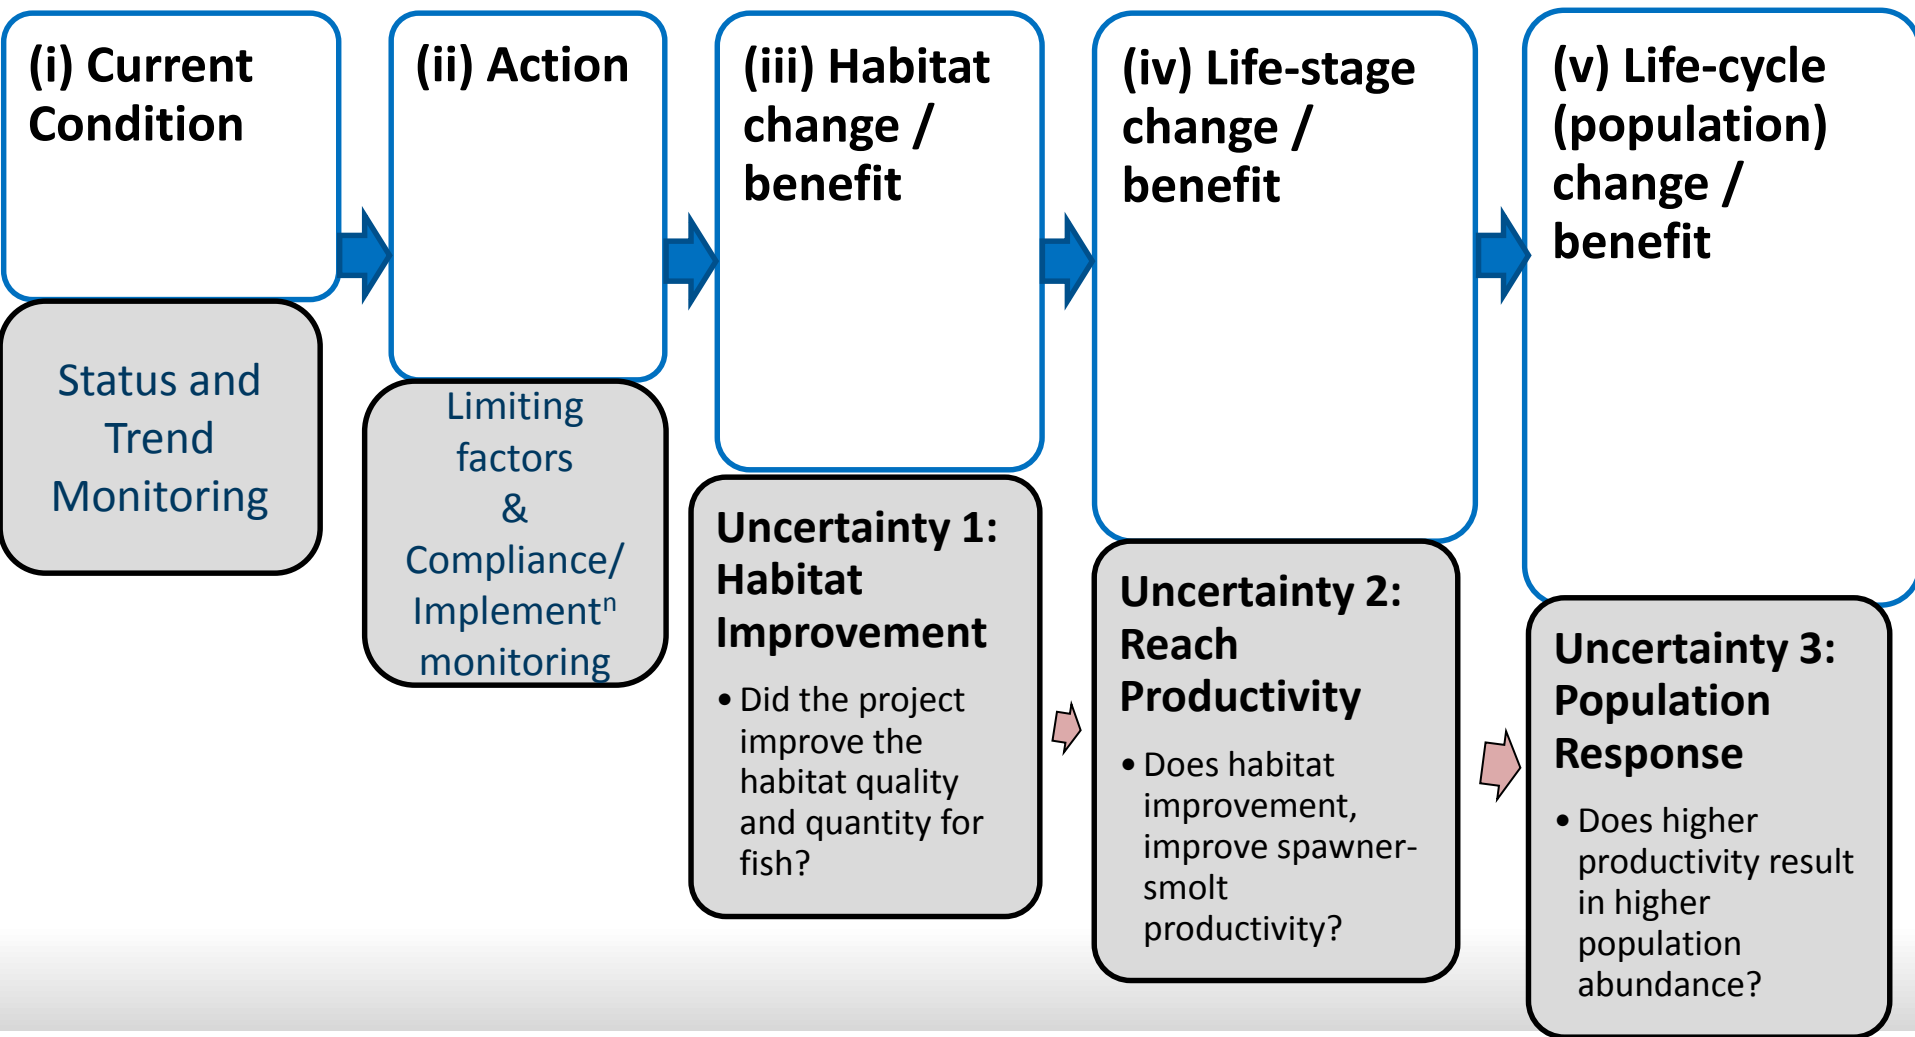 (i) Current
Condition
Status and
Trend
Monitoring
(ii) Action
Limiting
factors
&
Compliance/
Implementⁿ
monitoring
(iii) Habitat
change /
benefit
Uncertainty 1:
Habitat
Improvement
• Did the project
improve the
habitat quality
and quantity for
fish?
(iv) Life-stage
change /
benefit
Uncertainty 2:
Reach
Productivity
• Does habitat
improvement,
improve spawner-
smolt
productivity?
(v) Life-cycle
(population)
change /
benefit
Uncertainty 3:
Population
Response
• Does higher
productivity result
in higher
population
abundance?